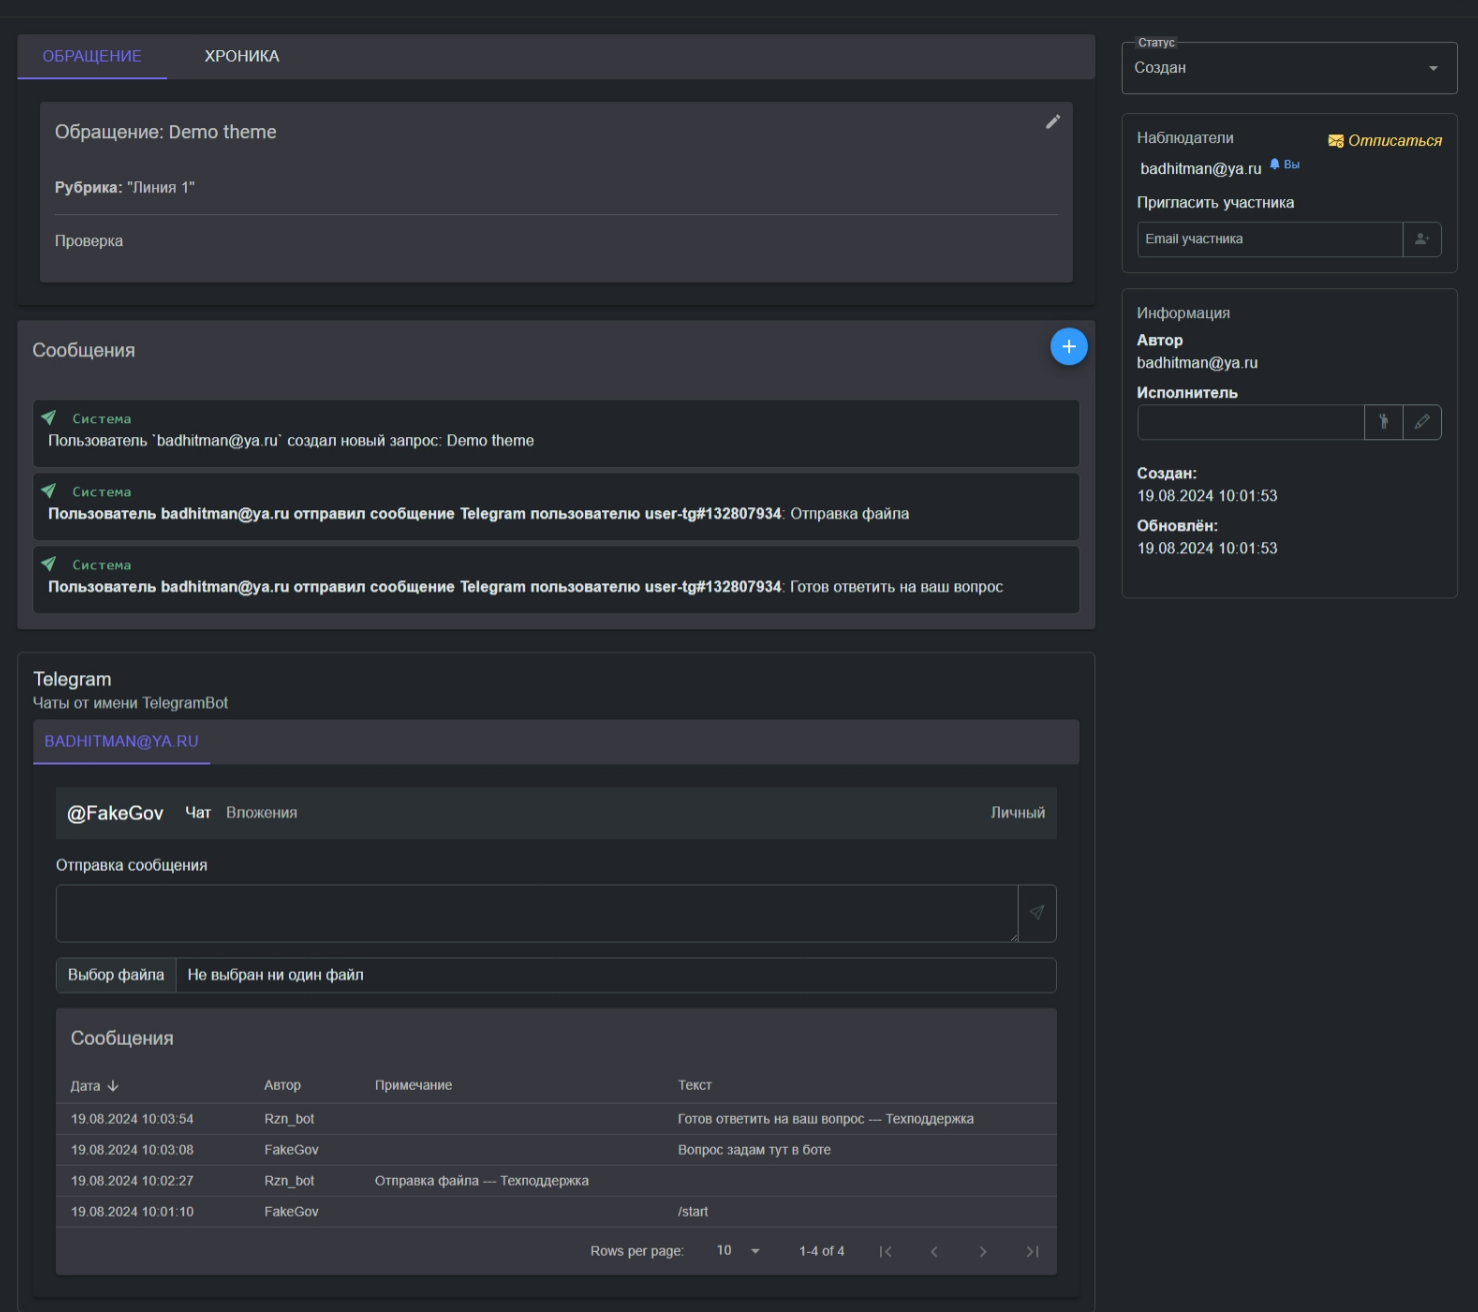 ОБРАЩЕНИЕ ХРОНИКА
Обращение: Demo theme
Рубрика: "Линия 1"
Проверка
Сообщения
Система
Пользователь `badhitman@ya.ru` создал новый запрос: Demo theme
Система
Пользователь badhitman@ya.ru отправил сообщение Telegram пользователю user-tg#132807934: Отправка файла
Система
Пользователь badhitman@ya.ru отправил сообщение Telegram пользователю user-tg#132807934: Готов ответить на ваш вопрос
Telegram
Чаты от имени TelegramBot
BADHITMAN@YA.RU
@FakeGov Чат Вложения Личный
Отправка сообщения
Выбор файла Не выбран ни один файл
Сообщения
Дата Автор Примечание Текст
19.08.2024 10:03:54 Rzn_bot Готов ответить на ваш вопрос --- Техподдержка
19.08.2024 10:03:08 FakeGov Вопрос задам тут в боте
19.08.2024 10:02:27 Rzn_bot Отправка файла --- Техподдержка
19.08.2024 10:01:10 FakeGov /start
Rows per page: 10 1-4 of 4
Статус
Создан
Наблюдатели Отписаться
badhitman@ya.ru Вы
Пригласить участника
Email участника
Информация
Автор
badhitman@ya.ru
Исполнитель
Создан:
19.08.2024 10:01:53
Обновлён:
19.08.2024 10:01:53